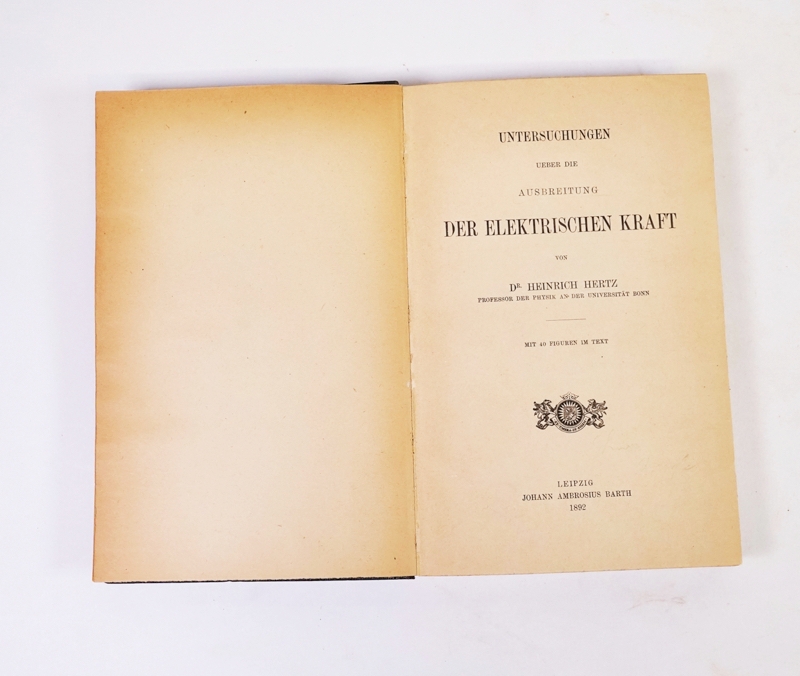 UNTERSUCHUNGEN
UEBER DIE
AUSBREITUNG
DER ELEKTRISCHEN KRAFT
VON
DR. HEINRICH HERTZ
PROFESSOR DER PHYSIK AN DER UNIVERSITÄT BONN
MIT 40 FIGUREN IM TEXT
LEIPZIG
JOHANN AMBROSIUS BARTH
1892